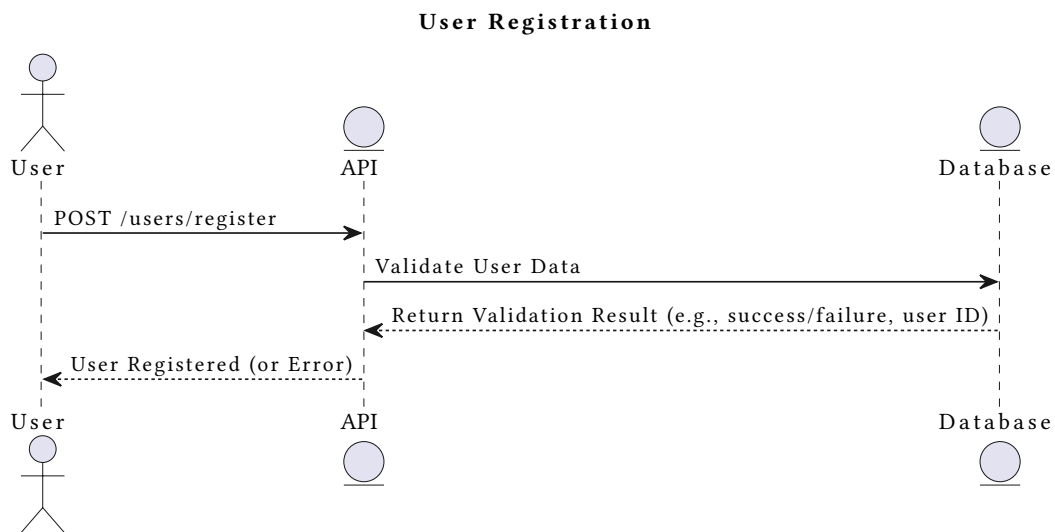 User Registration
User
API
Database
POST /users/register
Validate User Data
Return Validation Result (e.g., success/failure, user ID)
User Registered (or Error)
User
API
Database